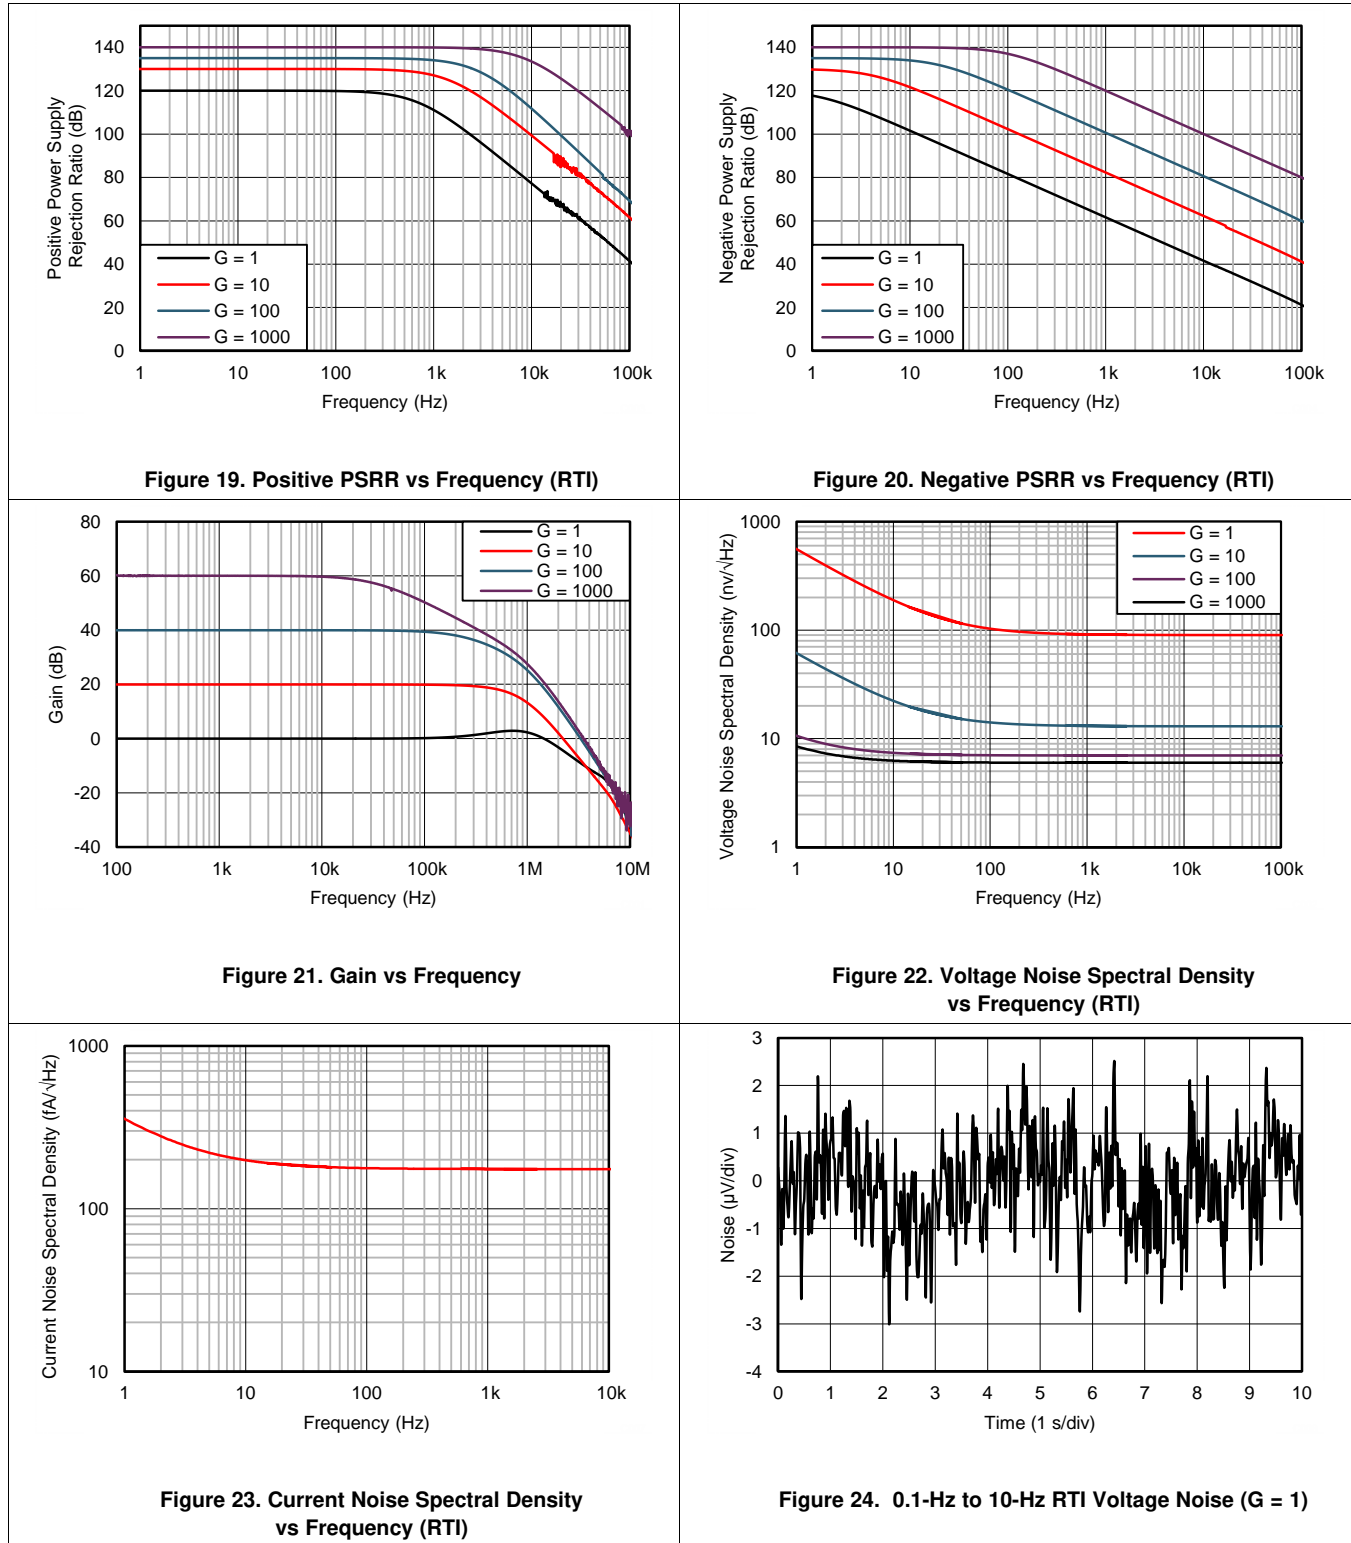 140
120
100
80
60
40
20
0
Positive Power Supply
Rejection Ratio (dB)
G = 1
G = 10
G = 100
G = 1000
1
10
100
1k
10k
100k
Frequency (Hz)
Figure 19. Positive PSRR vs Frequency (RTI)
140
120
100
80
60
40
20
0
Negative Power Supply
Rejection Ratio (dB)
G = 1
G = 10
G = 100
G = 1000
1
10
100
1k
10k
100k
Frequency (Hz)
Figure 20. Negative PSRR vs Frequency (RTI)
80
60
40
20
0
-20
-40
Gain (dB)
G = 1
G = 10
G = 100
G = 1000
100
1k
10k
100k
1M
10M
Frequency (Hz)
Figure 21. Gain vs Frequency
1000
100
10
1
Voltage Noise Spectral Density (nv/√Hz)
G = 1
G = 10
G = 100
G = 1000
1
10
100
1k
10k
100k
Frequency (Hz)
Figure 22. Voltage Noise Spectral Density
vs Frequency (RTI)
1000
100
10
Current Noise Spectral Density (fA/√Hz)
1
10
100
1k
10k
Frequency (Hz)
Figure 23. Current Noise Spectral Density
vs Frequency (RTI)
3
2
1
0
-1
-2
-3
-4
Noise (μV/div)
0
1
2
3
4
5
6
7
8
9
10
Time (1 s/div)
Figure 24. 0.1-Hz to 10-Hz RTI Voltage Noise (G = 1)